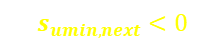 s_{umin,next} < 0